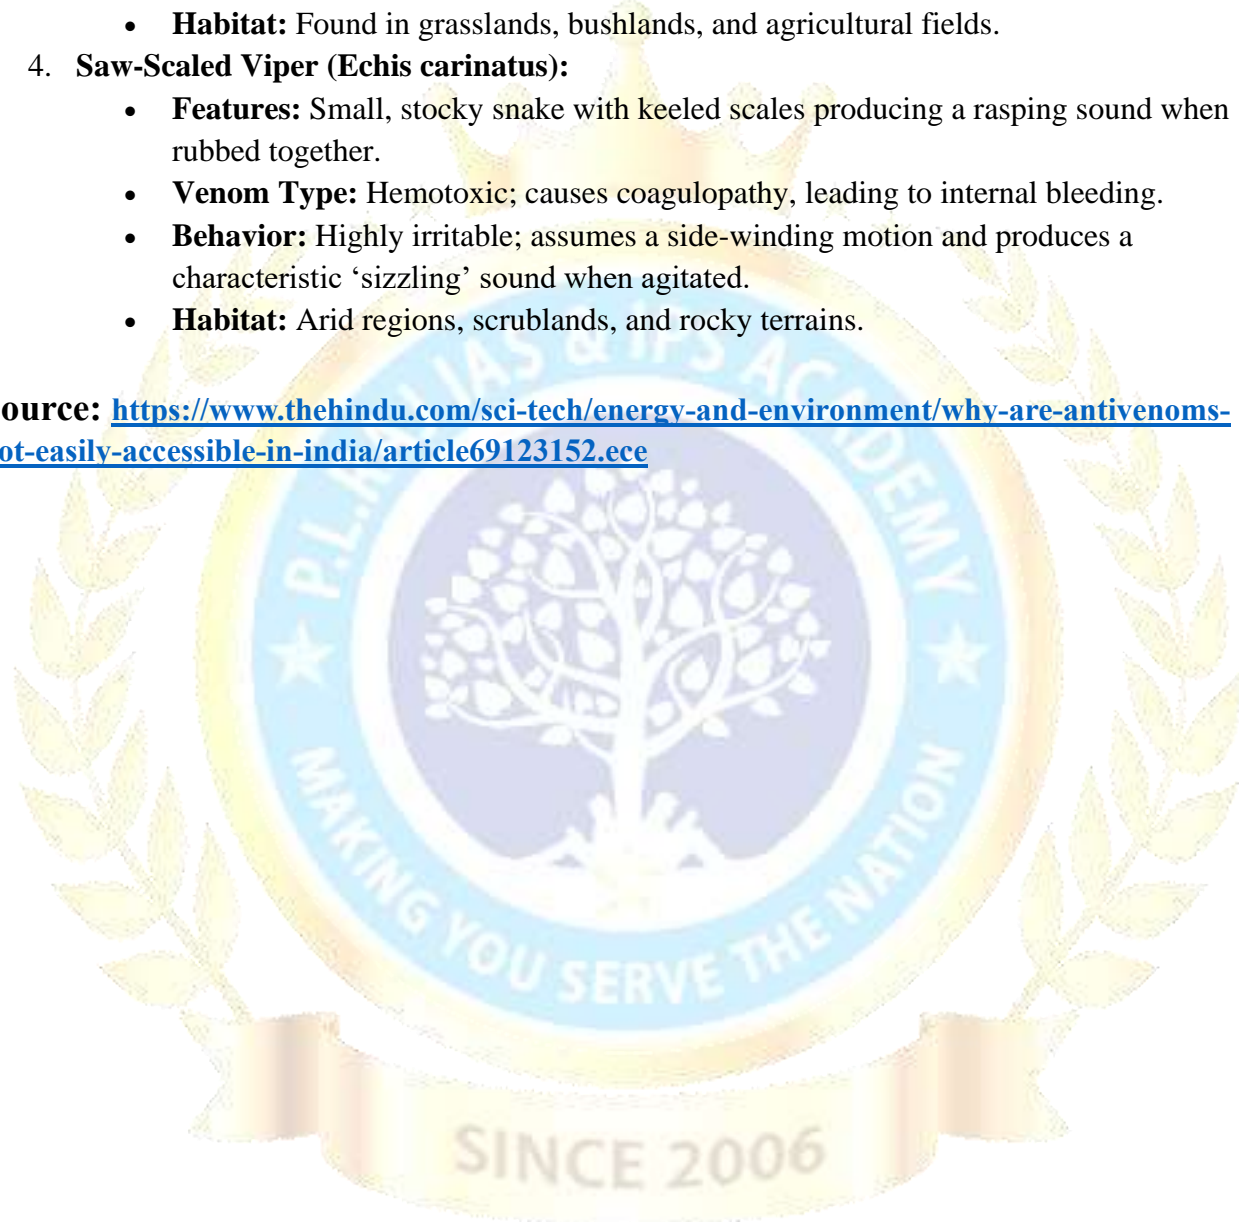 • Habitat: Found in grasslands, bushlands, and agricultural fields.
4. Saw-Scaled Viper (Echis carinatus):
• Features: Small, stocky snake with keeled scales producing a rasping sound when
rubbed together.
• Venom Type: Hemotoxic; causes coagulopathy, leading to internal bleeding.
• Behavior: Highly irritable; assumes a side-winding motion and produces a
characteristic ‘sizzling’ sound when agitated.
• Habitat: Arid regions, scrublands, and rocky terrains.
ource: https://www.thehindu.com/sci-tech/energy-and-environment/why-are-antivenoms-
ot-easily-accessible-in-india/article69123152.ece
P.L.RAJ IAS & IPS ACADEMY
MAKING YOU SERVE THE NATION
SINCE 2006